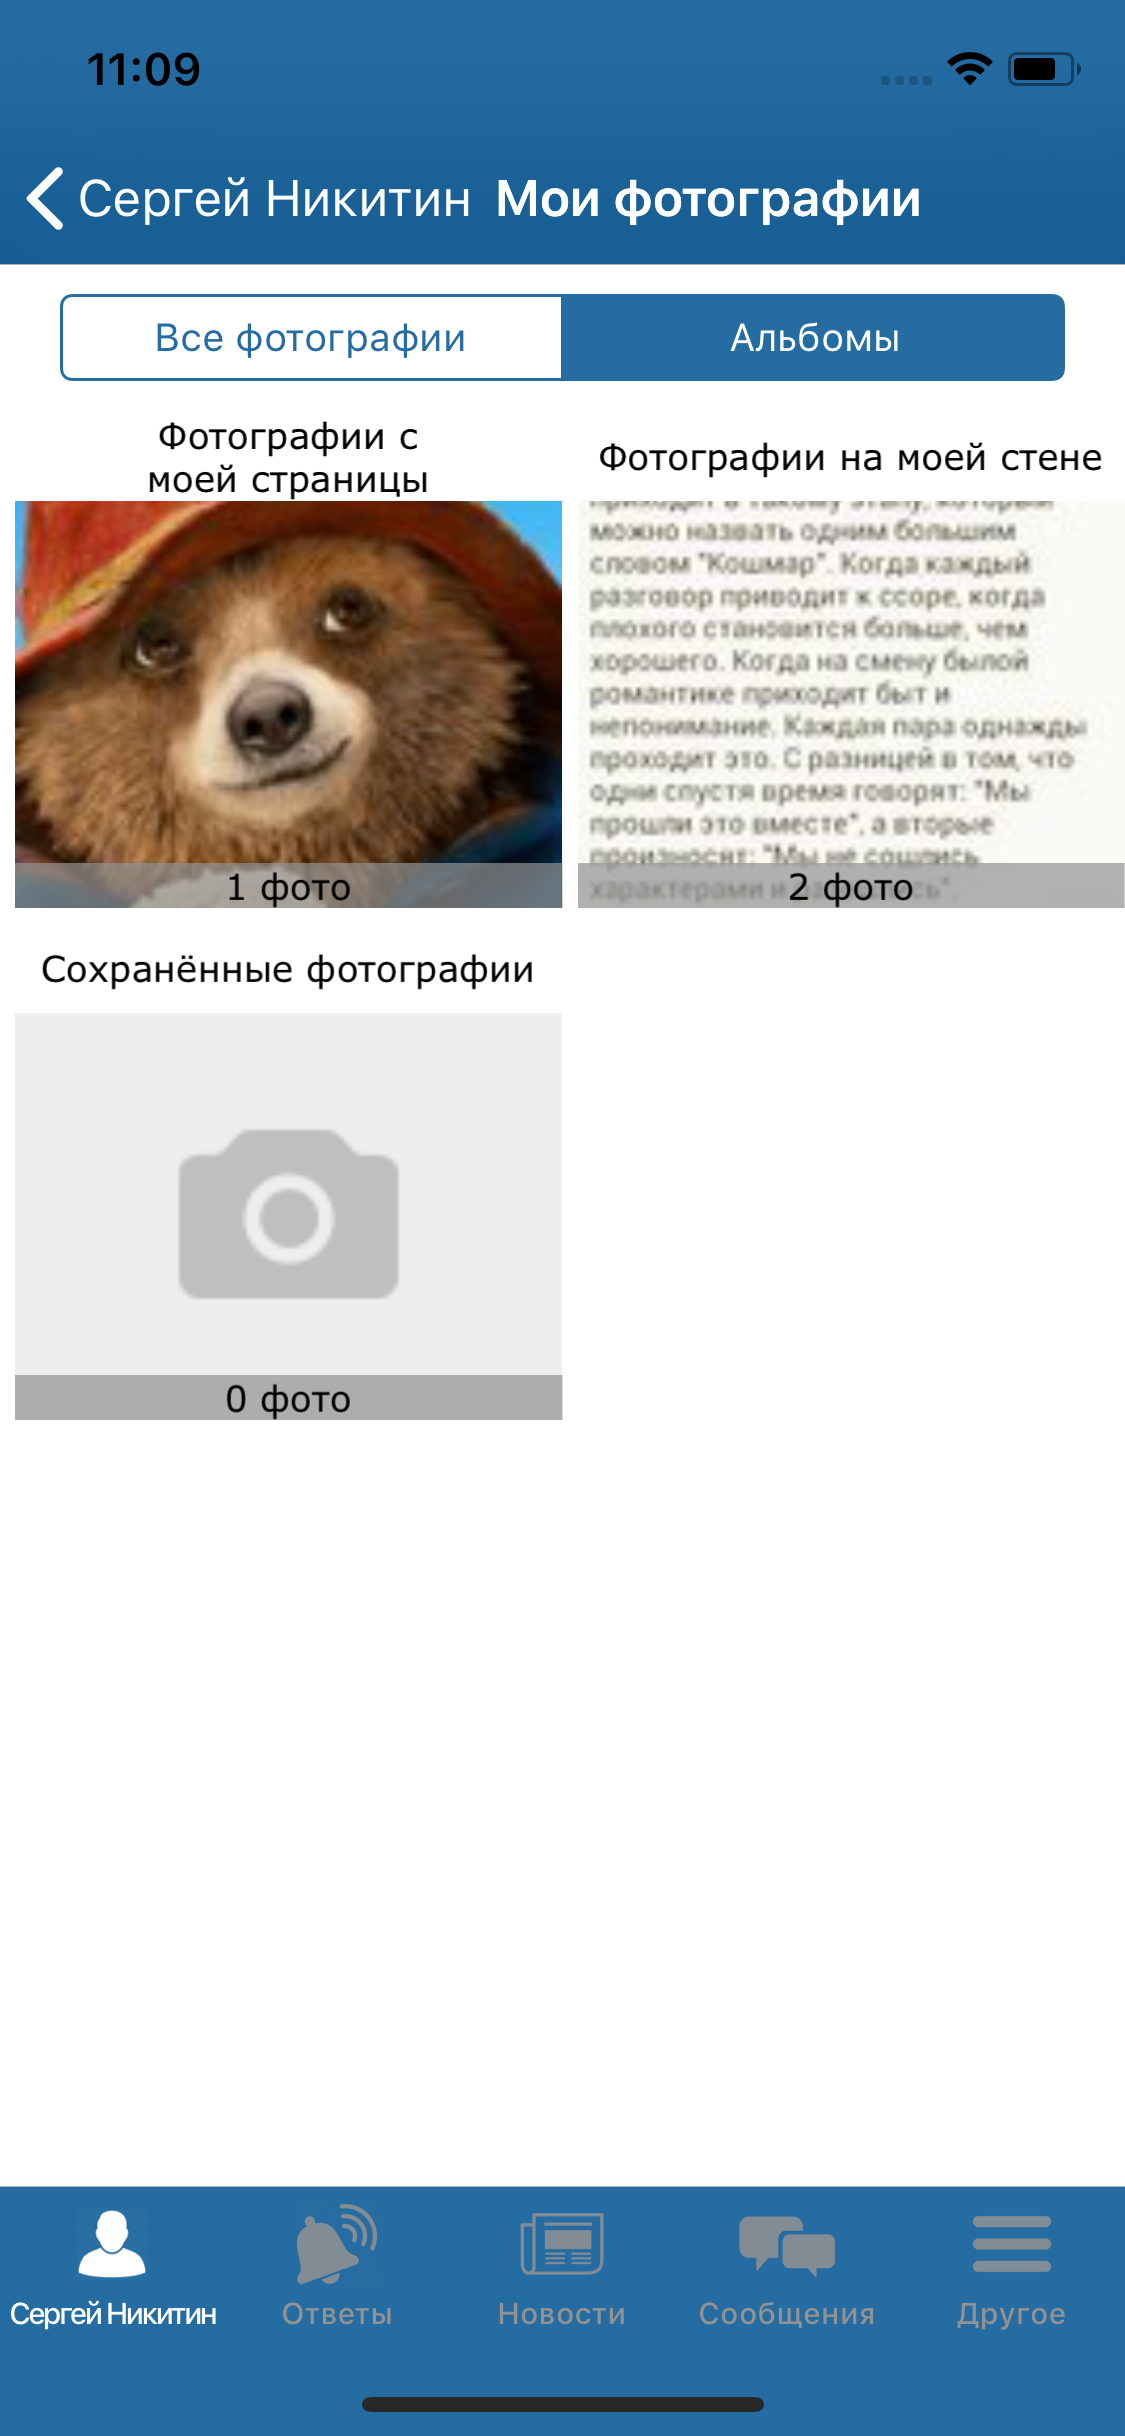 11:09
Сергей Никитин Мои фотографии
Все фотографии Альбомы
Фотографии с
моей страницы
Фотографии на моей стене
приходит в такому этапу, который
можно назвать одним большим
словом "Кошмар". Когда каждый
разговор приводит к ссоре, когда
плохого становится больше, чем
хорошего. Когда на смену былой
романтике приходит быт и
непонимание. Каждая пара однажды
проходит это. С разницей в том, что
одни спустя время говорят: "Мы
прошли это вместе", а вторые
произносят: "Мы не сошлись
характерами и
1 фото
2 фото
Сохранённые фотографии
0 фото
Сергей Никитин
Ответы
Новости
Сообщения
Другое